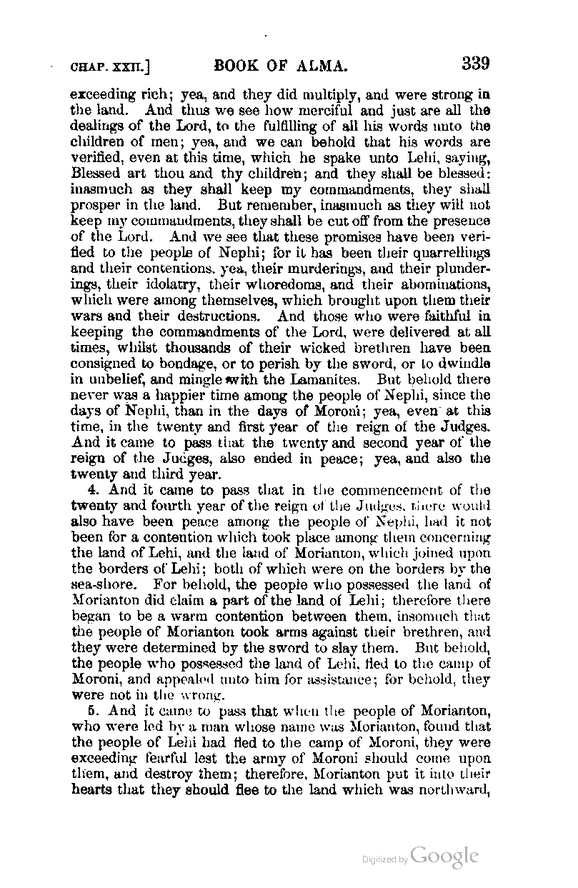 CHAP. XXII.] BOOK OF ALMA. 339
exceeding rich; yea, and they did multiply, and were strong in
the land. And thus we see how merciful and just are all the
dealings of the Lord, to the fulfilling of all his words unto the
children of men; yea, and we can behold that his words are
verified, even at this time, which he spake unto Lehi, saying,
Blessed art thou and thy children; and they shall be blessed:
inasmuch as they shall keep my commandments, they shall
prosper in the land. But remember, inasmuch as they will not
keep my commandments, they shall be cut off from the presence
of the Lord. And we see that these promises have been veri-
fied to the people of Nephi; for it has been their quarrellings
and their contentions, yea, their murderings, and their plunder-
ings, their idolatry, their whoredoms, and their abominations,
which were among themselves, which brought upon them their
wars and their destructions. And those who were faithful in
keeping the commandments of the Lord, were delivered at all
times, whilst thousands of their wicked brethren have been
consigned to bondage, or to perish by the sword, or to dwindle
in unbelief, and mingle with the Lamanites. But behold there
never was a happier time among the people of Nephi, since the
days of Nephi, than in the days of Moroni; yea, even at this
time, in the twenty and first year of the reign of the Judges.
And it came to pass that the twenty and second year of the
reign of the Judges, also ended in peace; yea, and also the
twenty and third year.
4. And it came to pass that in the commencement of the
twenty and fourth year of the reign of the Judges, there would
also have been peace among the people of Nephi, had it not
been for a contention which took place among them concerning
the land of Lehi, and the land of Morianton, which joined upon
the borders of Lehi; both of which were on the borders by the
sea-shore. For behold, the people who possessed the land of
Morianton did claim a part of the land of Lehi; therefore there
began to be a warm contention between them, insomuch that
the people of Morianton took arms against their brethren, and
they were determined by the sword to slay them. But behold,
the people who possessed the land of Lehi, fled to the camp of
Moroni, and appealed unto him for assistance; for behold, they
were not in the wrong.
5. And it came to pass that when the people of Morianton,
who were led by a man whose name was Morianton, found that
the people of Lehi had fled to the camp of Moroni, they were
exceeding fearful lest the army of Moroni should come upon
them, and destroy them; therefore, Morianton put it into their
hearts that they should flee to the land which was northward,
Digitized by Google